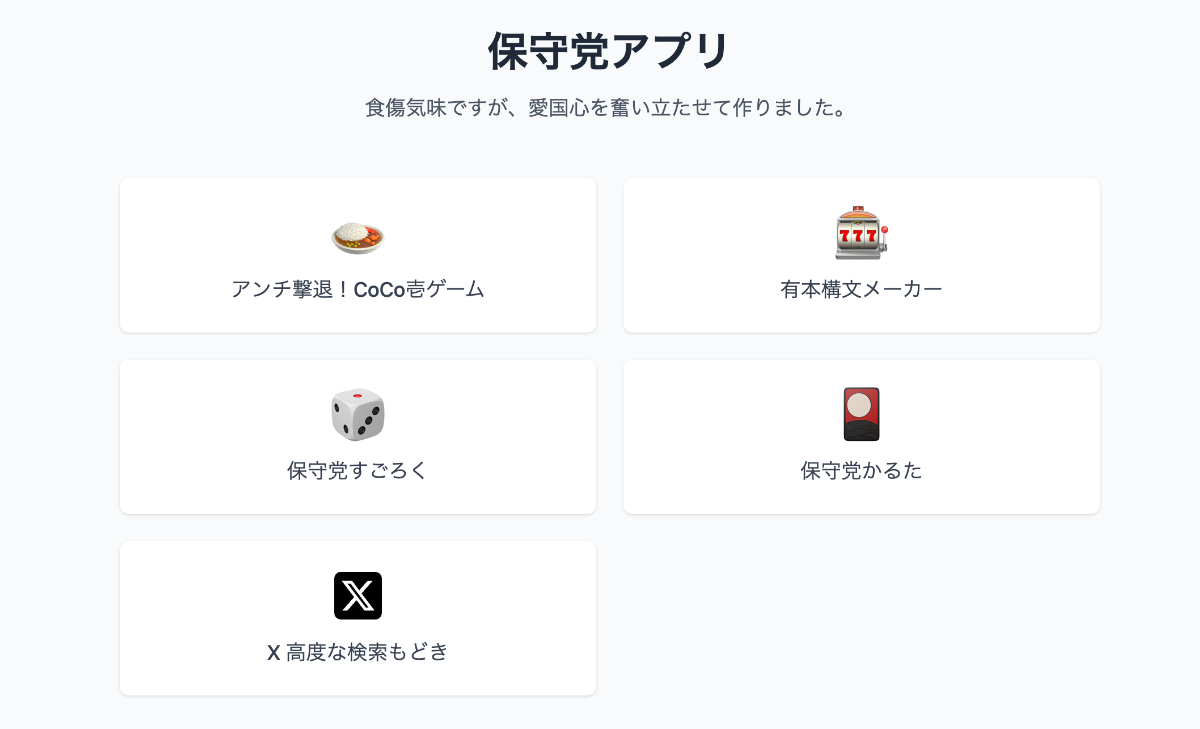 保守党アプリ
食傷気味ですが、愛国心を奮い立たせて作りました。
アンチ撃退！CoCo壱ゲーム
777
有本構文メーカー
保守党すごろく
保守党かるた
X 高度な検索もどき